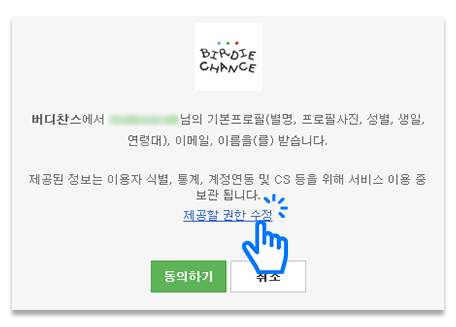 BIRDIE
CHANCE
버디찬스에서 님의 기본프로필(별명, 프로필사진, 성별, 생일,
연령대), 이메일, 이름을(를) 받습니다.
제공된 정보는 이용자 식별, 통계, 계정연동 및 CS 등을 위해 서비스 이용 중
보관 됩니다.
제공할 권한 수정
동의하기
취소